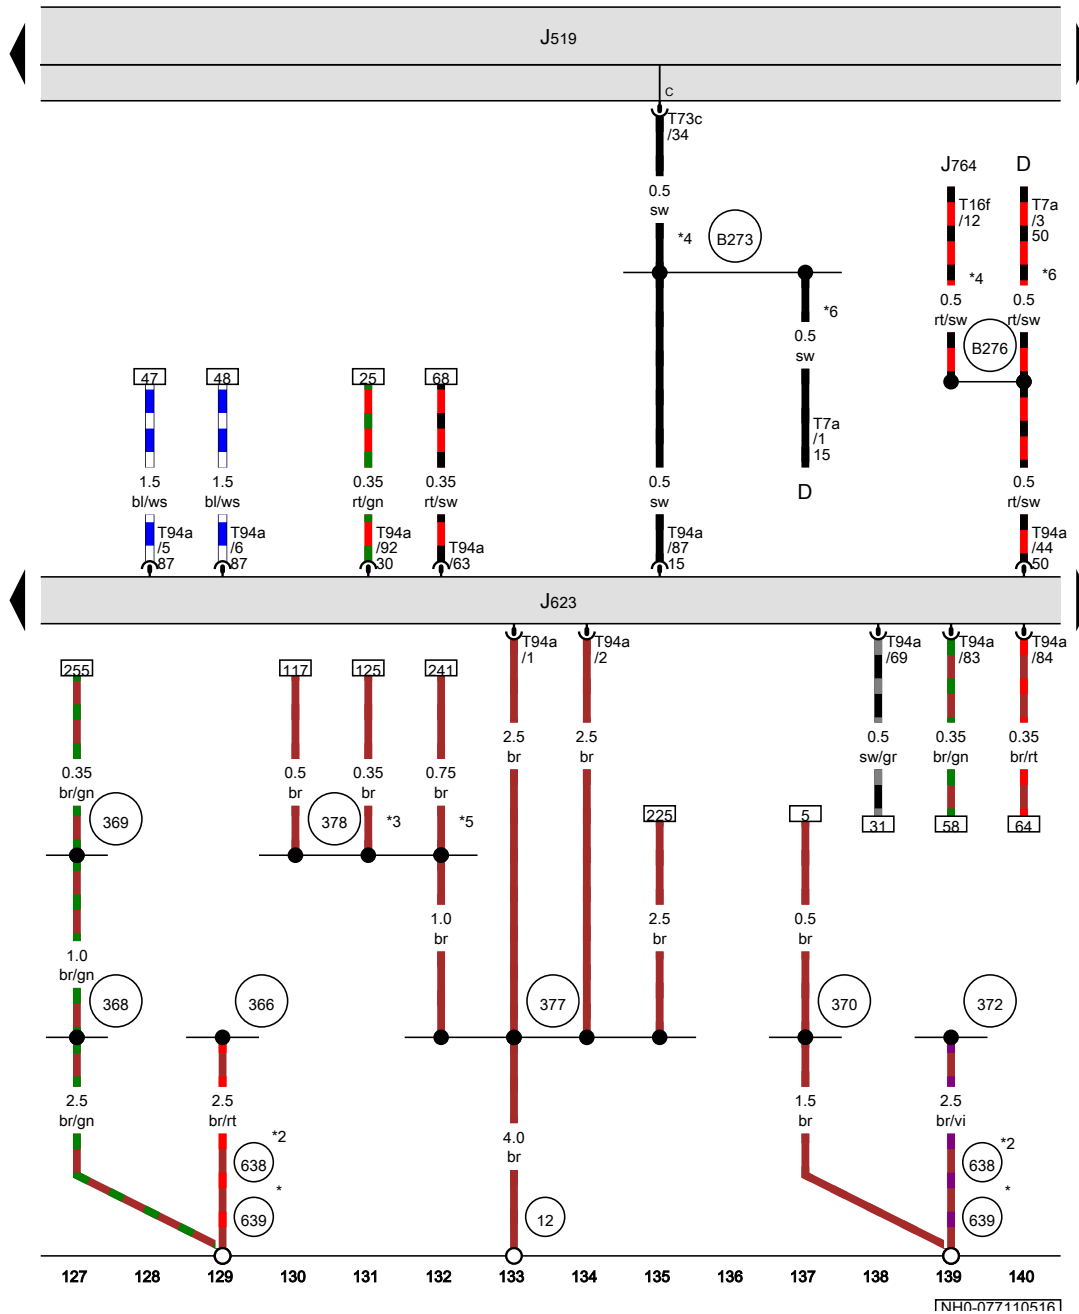 J519
c
T73c
/34
0.5
sw
*4
B273
*6
0.5
sw
T7a
/1
15
D
J764
D
T16f
/12
T7a
/3
50
*4
*6
0.5
rt/sw
0.5
rt/sw
B276
47
48
25
68
1.5
bl/ws
1.5
bl/ws
0.35
rt/gn
0.35
rt/sw
0.5
sw
0.5
rt/sw
T94a
/5
87
T94a
/6
87
T94a
/92
30
T94a
/63
T94a
/87
15
T94a
/44
50
J623
T94a
/1
T94a
/2
T94a
/69
T94a
/83
T94a
/84
255
117
125
241
2.5
br
2.5
br
0.5
sw/gr
0.35
br/gn
0.35
br/rt
0.35
br/gn
0.5
br
0.35
br
0.75
br
369
378
*3
*5
225
5
31
58
64
1.0
br
2.5
br
0.5
br
1.0
br/gn
368
366
377
370
372
2.5
br/gn
2.5
br/rt
4.0
br
1.5
br
2.5
br/vi
*2
638
*
639
12
*2
638
*
639
127 128 129 130 131 132 133 134 135 136 137 138 139 140
NH0-077110516